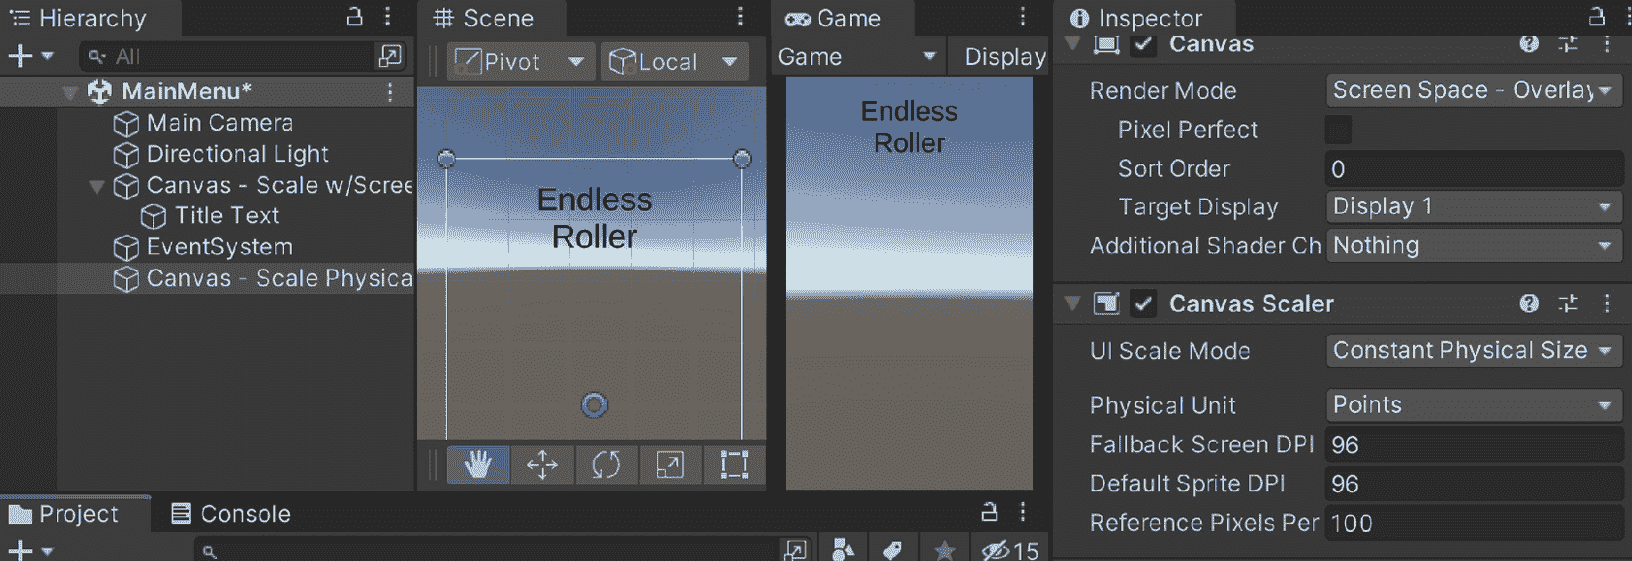 Hierarchy
All
MainMenu*
Main Camera
Directional Light
Canvas - Scale w/Scree
Title Text
EventSystem
Canvas - Scale Physica
Scene
Pivot
Local
Endless
Roller
Game
Game
Display
Endless
Roller
Inspector
Canvas
Render Mode
Screen Space - Overlay
Pixel Perfect
Sort Order
0
Target Display
Display 1
Additional Shader Ch
Nothing
Canvas Scaler
UI Scale Mode
Constant Physical Size
Physical Unit
Points
Fallback Screen DPI
96
Default Sprite DPI
96
Reference Pixels Per
100
Project
Console
15